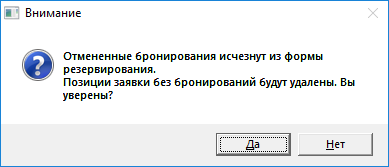 Внимание
Отмененные бронирования исчезнут из формы
резервирования.
Позиции заявки без бронирований будут удалены. Вы
уверены?
Да
Нет